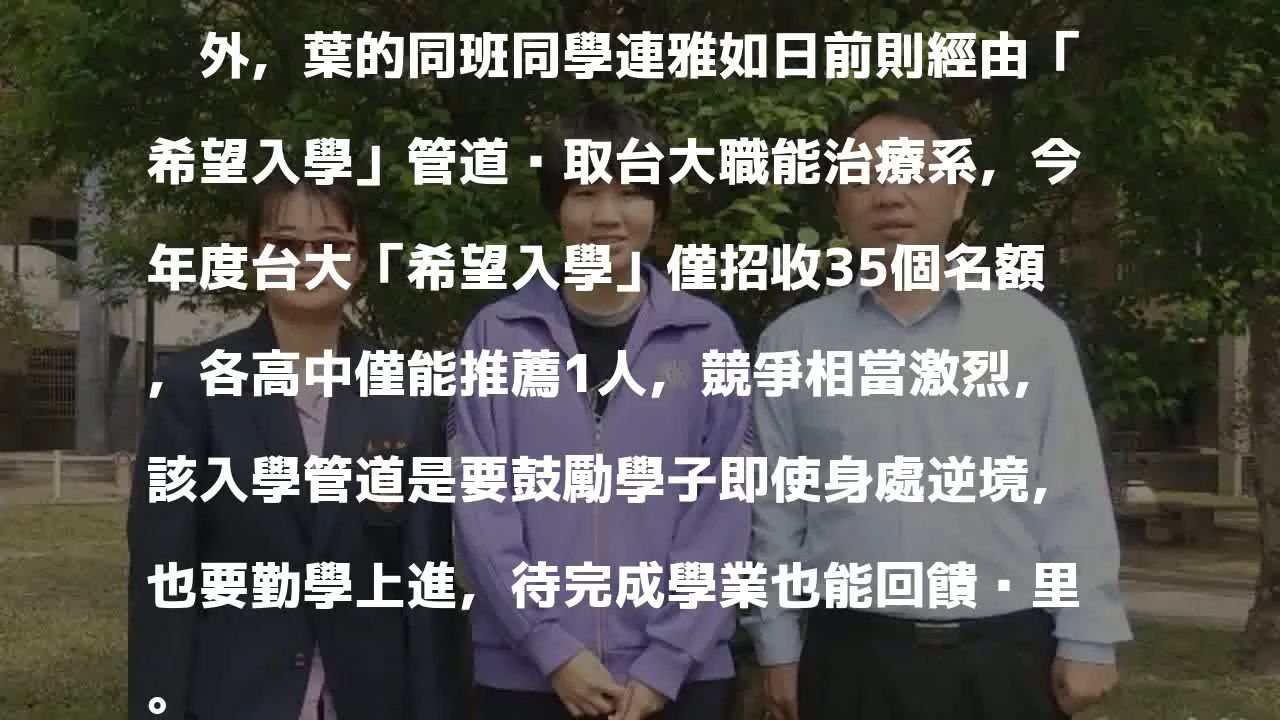 外，葉的同班同學連雅如日前則經由「
希望入學」管道▪取台大職能治療系，今
年度台大「希望入學」僅招收35個名額
，各高中僅能推薦1人，競爭相當激烈，
該入學管道是要鼓勵學子即使身處逆境，
也要勤學上進，待完成學業也能回饋▪里
。